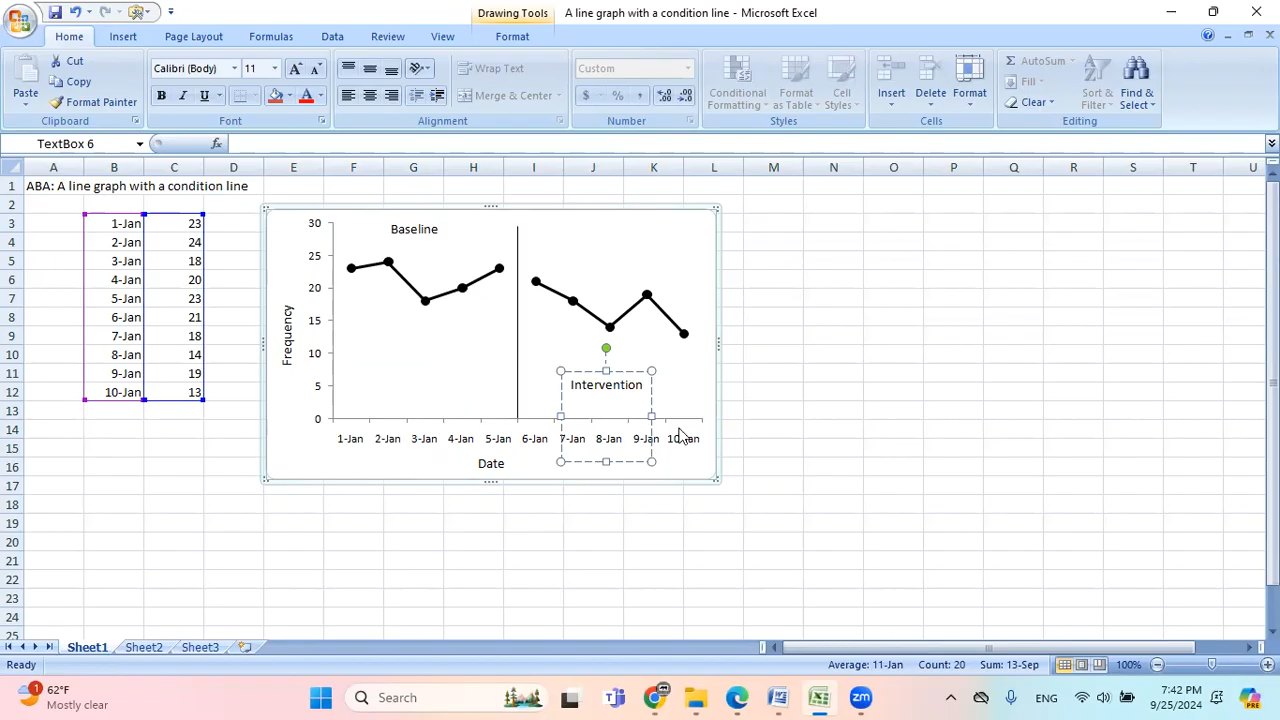 Drawing Tools
A line graph with a condition line - Microsoft Excel
Home Insert Page Layout Formulas Data Review View Format
Paste
Cut
Copy
Format Painter
Clipboard
Calibri (Body) 11
B I U
Font
Wrap Text
Merge & Center
Alignment
Custom
$ % ,
Number
Conditional Formatting
Format as Table
Cell Styles
Styles
Insert
Delete
Format
Cells
AutoSum
Fill
Clear
Sort & Filter
Find & Select
Editing
TextBox 6
fx
A B C D E F G H I J K L M N O P Q R S T U
1 ABA: A line graph with a condition line
2
3 1-Jan 23
4 2-Jan 24
5 3-Jan 18
6 4-Jan 20
7 5-Jan 23
8 6-Jan 21
9 7-Jan 18
10 8-Jan 14
11 9-Jan 19
12 10-Jan 13
13
14
15
16
17
18
19
20
21
22
23
24
25
Baseline
Intervention
Frequency
30
25
20
15
10
5
0
1-Jan 2-Jan 3-Jan 4-Jan 5-Jan 6-Jan 7-Jan 8-Jan 9-Jan 10-Jan
Date
Sheet1 Sheet2 Sheet3
Ready
Average: 11-Jan Count: 20 Sum: 13-Sep 100%
1
62°F
Mostly clear
Search
zm
ENG
7:42 PM
9/25/2024
PRE